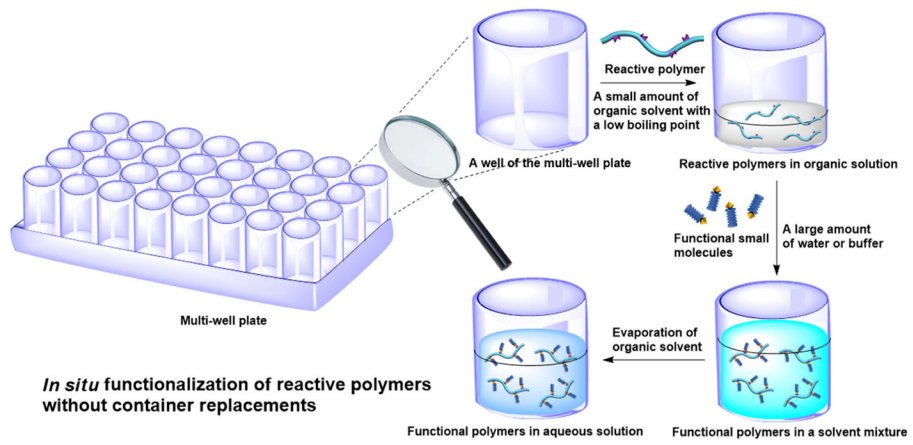 Reactive polymer
A small amount of
organic solvent with
a low boiling point
A well of the multi-well plate
Reactive polymers in organic solution
Functional small
molecules
A large amount
of water or buffer
Multi-well plate
Evaporation of
organic solvent
In situ functionalization of reactive polymers
without container replacements
Functional polymers in aqueous solution
Functional polymers in a solvent mixture